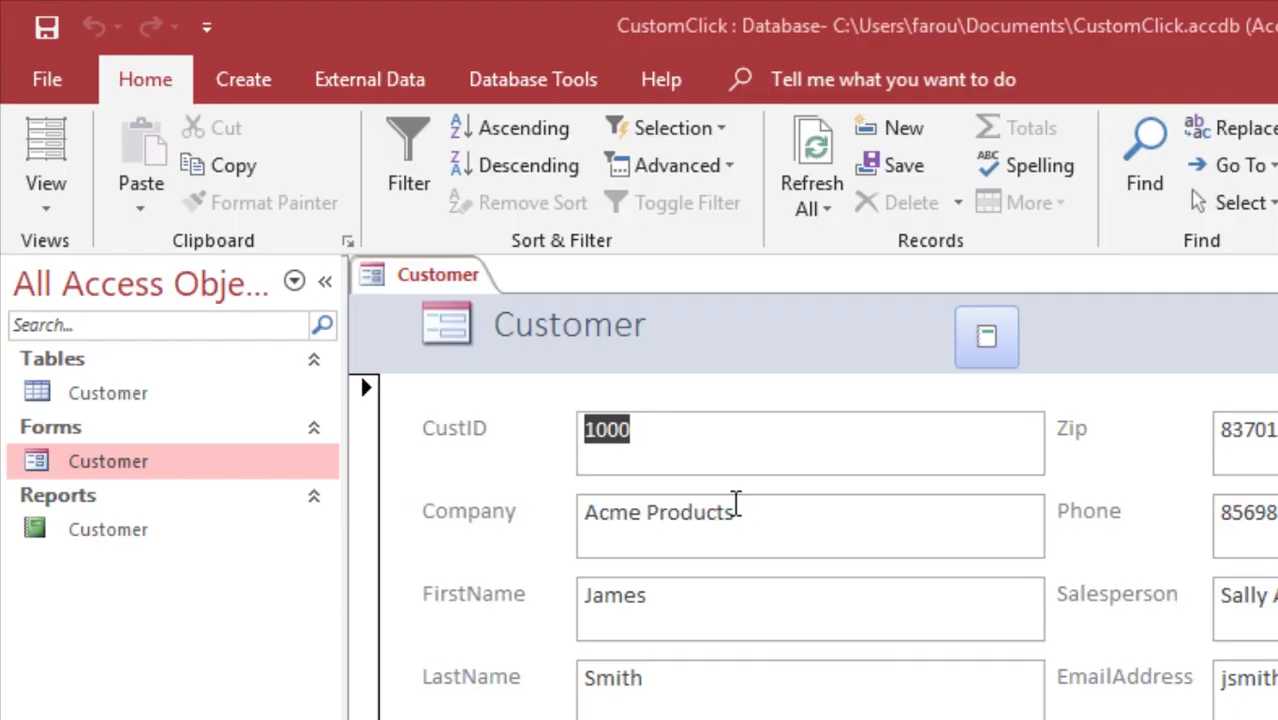 CustomClick : Database- C:\Users\farou\Documents\CustomClick.accdb (Ac
File Home Create External Data Database Tools Help Tell me what you want to do
View
Views
Paste
Cut
Copy
Format Painter
Clipboard
Filter
Ascending
Descending
Remove Sort
Selection
Advanced
Toggle Filter
Sort & Filter
Refresh
All
New
Save
Delete
Totals
Spelling
More
Records
Find
Replace
Go To
Select
Find
All Access Obje...
Search...
Tables
Customer
Forms
Customer
Reports
Customer
Customer
Customer
CustID 1000 Zip 83701
Company Acme Products Phone 85698
FirstName James Salesperson Sally A
LastName Smith EmailAddress jsmith